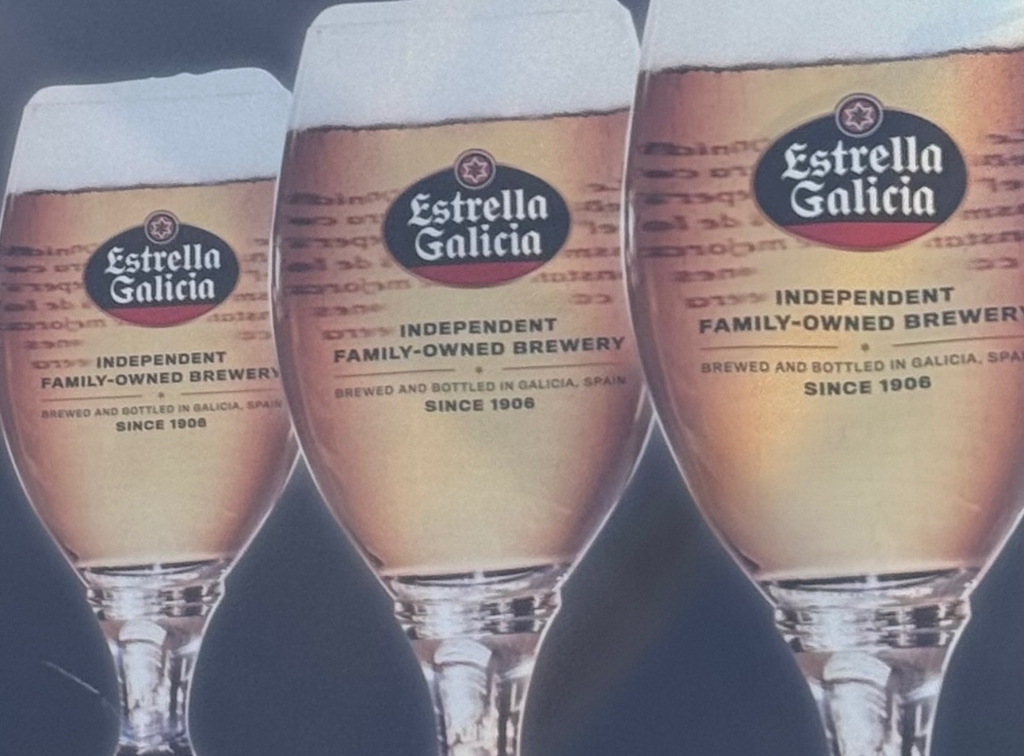 Estrella
Galicia
INDEPENDENT
FAMILY-OWNED BREWERY
BREWED AND BOTTLED IN GALICIA, SPAIN
SINCE 1906
Estrella
Galicia
INDEPENDENT
FAMILY-OWNED BREWERY
BREWED AND BOTTLED IN GALICIA, SPAIN
SINCE 1906
Estrella
Galicia
INDEPENDENT
FAMILY-OWNED BREWERY
BREWED AND BOTTLED IN GALICIA, SPAI
SINCE 1906